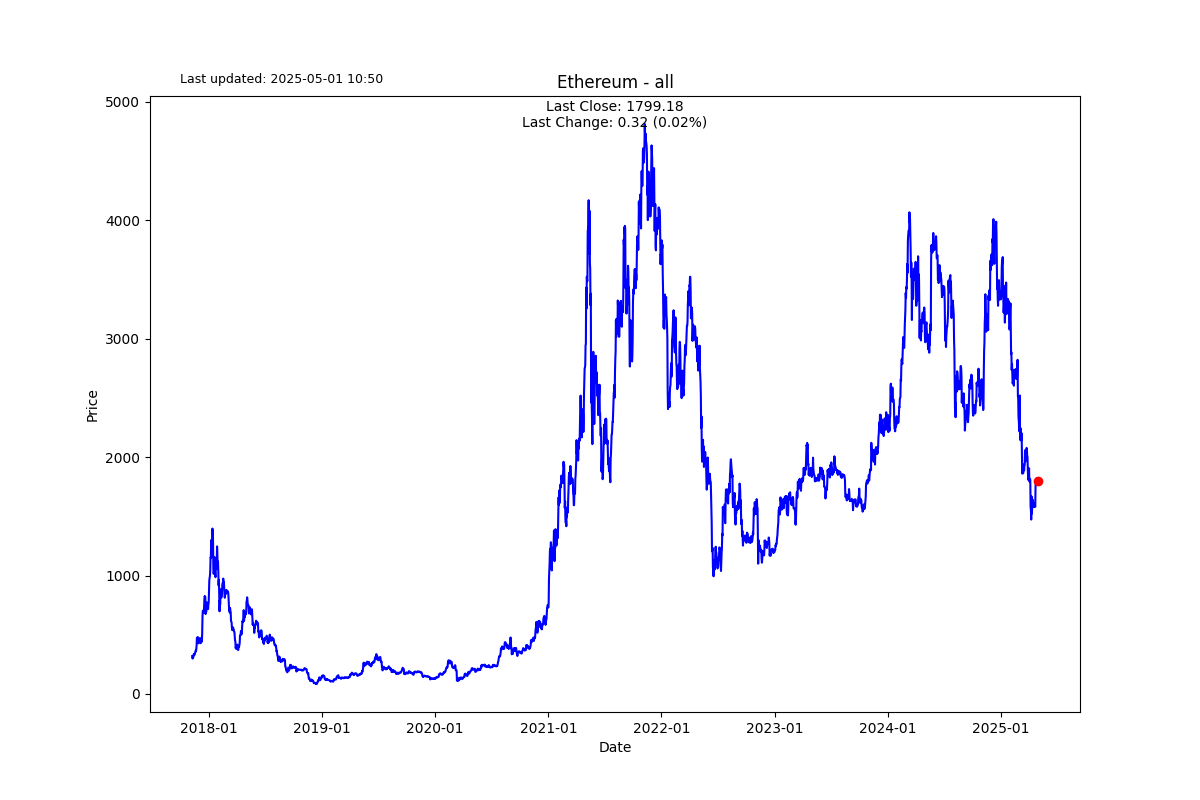 Last updated: 2025-05-01 10:50
Ethereum - all
Last Close: 1799.18
Last Change: 0.32 (0.02%)
5000
4000
3000
2000
1000
0
Price
2018-01
2019-01
2020-01
2021-01
2022-01
2023-01
2024-01
2025-01
Date